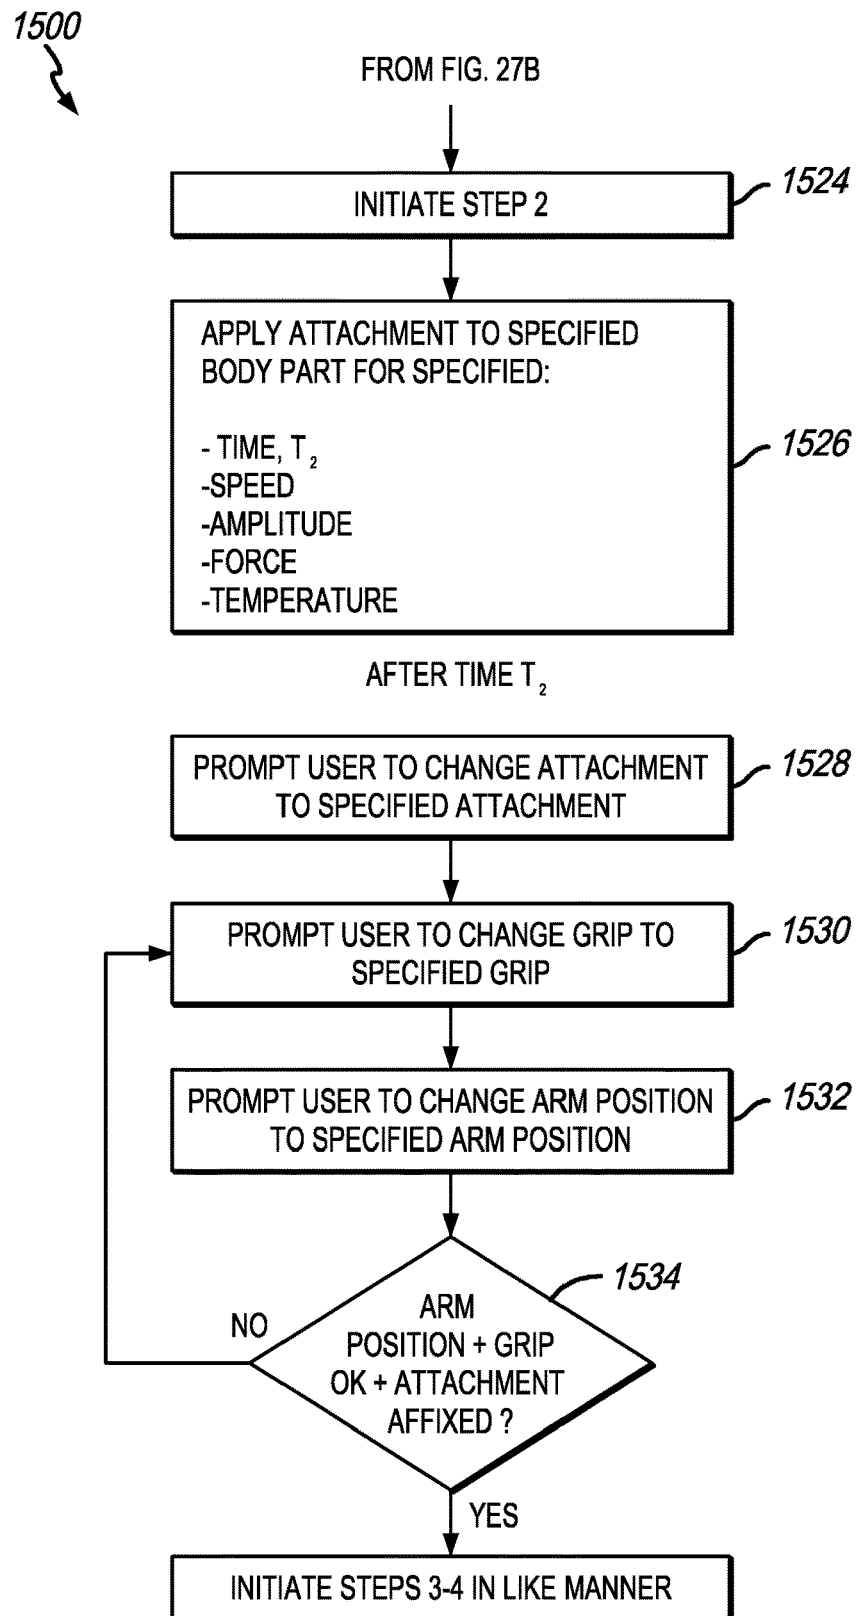 1500
FROM FIG. 27B
INITIATE STEP 2
1524
APPLY ATTACHMENT TO SPECIFIED
BODY PART FOR SPECIFIED:
- TIME, T₂
-SPEED
-AMPLITUDE
-FORCE
-TEMPERATURE
1526
AFTER TIME T₂
PROMPT USER TO CHANGE ATTACHMENT
TO SPECIFIED ATTACHMENT
1528
PROMPT USER TO CHANGE GRIP TO
SPECIFIED GRIP
1530
PROMPT USER TO CHANGE ARM POSITION
TO SPECIFIED ARM POSITION
1532
1534
ARM
POSITION + GRIP
OK + ATTACHMENT
AFFIXED ?
NO
YES
INITIATE STEPS 3-4 IN LIKE MANNER